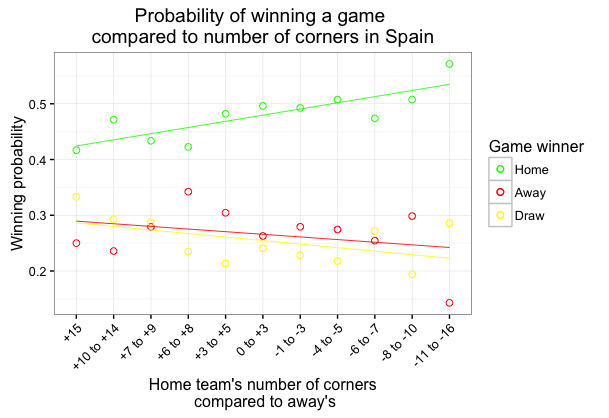 Probability of winning a game
compared to number of corners in Spain
Winning probability
0.5
0.4
0.3
0.2
+15
+10 to +14
+7 to +9
+6 to +8
+3 to +5
0 to +3
-1 to -3
-4 to -5
-6 to -7
-8 to -10
-11 to -16
Home team's number of corners
compared to away's
Game winner
Home
Away
Draw